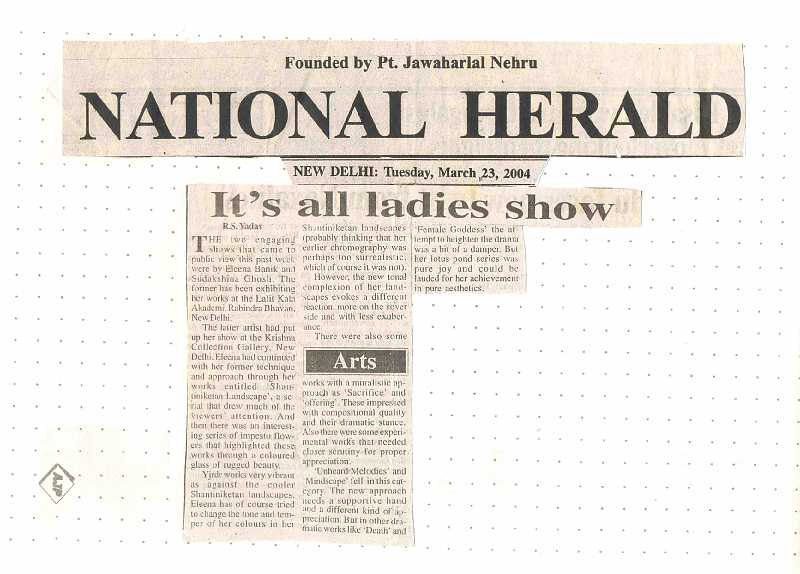 Founded by Pt. Jawaharlal Nehru
NATIONAL HERALD
NEW DELHI: Tuesday, March 23, 2004
It's all ladies show
R.S. Yadav
THE two engaging
shows that came to
public view this past week
were by Eleena Banik and
Sudakshina Ghosh. The
former has been exhibiting
her works at the Lalit Kala
Akademi, Rabindra Bhavan,
New Delhi.
The latter artist had put
up her show at the Krishna
Collection Gallery, New
Delhi. Eleena had continued
with her former technique
and approach through her
works entitled 'Shan-
tiniketan Landscape', a se-
rial that drew much of the
viewers' attention. And
then there was an interest-
ing series of impesto flow-
ers that highlighted these
works through a coloured
glass of rugged beauty.
works very vibrant
as against the cooler
Shantiniketan landscapes.
Eleena has of course tried
to change the tone and tem-
per of her colours in her
Shantiniketan landscapes
(probably thinking that her
earlier chromography was
perhaps too surrealistic,
which of course it was not).
However, the new tonal
complexion of her land-
scapes evokes a different
reaction, more on the
side and with less exuber-
ance.
There were also some
Arts
works with a muralistic ap-
proach as 'Sacrifice' and
'offering'. These impressed
with compositional quality
and their dramatic stance.
Also there were some experi-
mental works that needed
closer scrutiny for proper
appreciation.
'Unheard Melodies' and
'Mindscape' fell in this cat-
egory. The new approach
needs a supportive hand
and a different kind of ap-
preciation. But in other dra-
matic works like 'Death' and
'Female Goddess' the at-
tempt to heighten the drama
was a bit of a damper. But
her lotus pond series was
pure joy and could be
lauded for her achievement
in pure aesthetics.